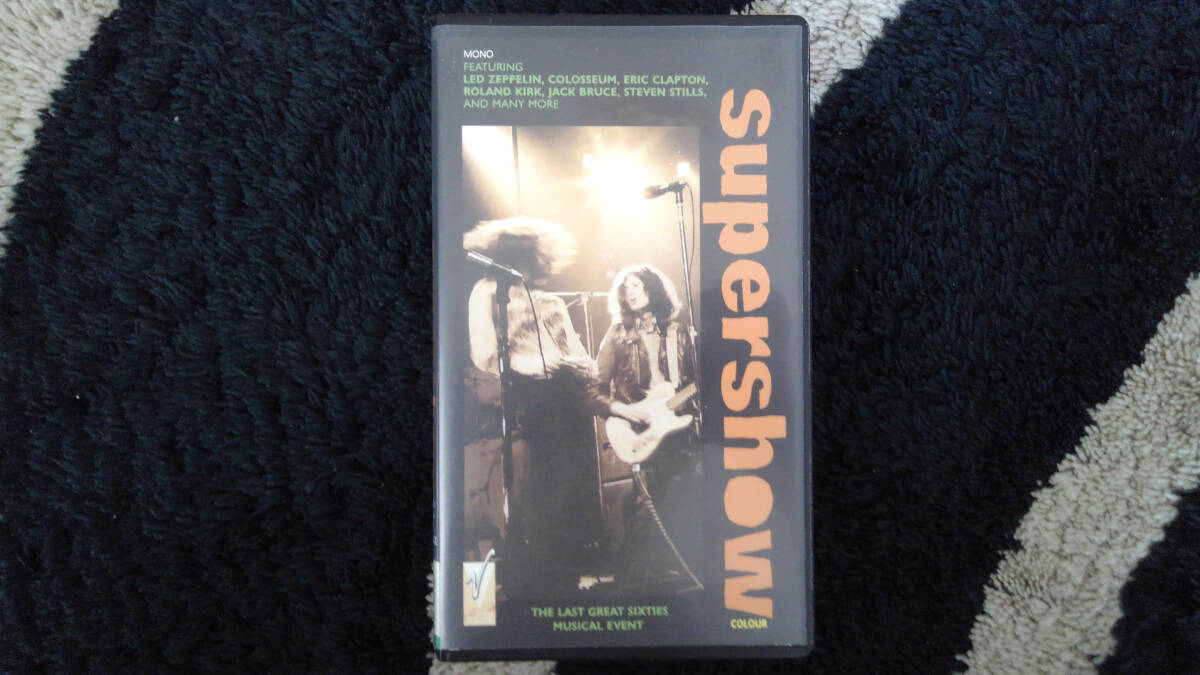 MONO
FEATURING
LED ZEPPELIN, COLOSSEUM, ERIC CLAPTON,
ROLAND KIRK, JACK BRUCE, STEVEN STILLS,
AND MANY MORE
supershow
THE LAST GREAT SIXTIES
MUSICAL EVENT
COLOUR
V